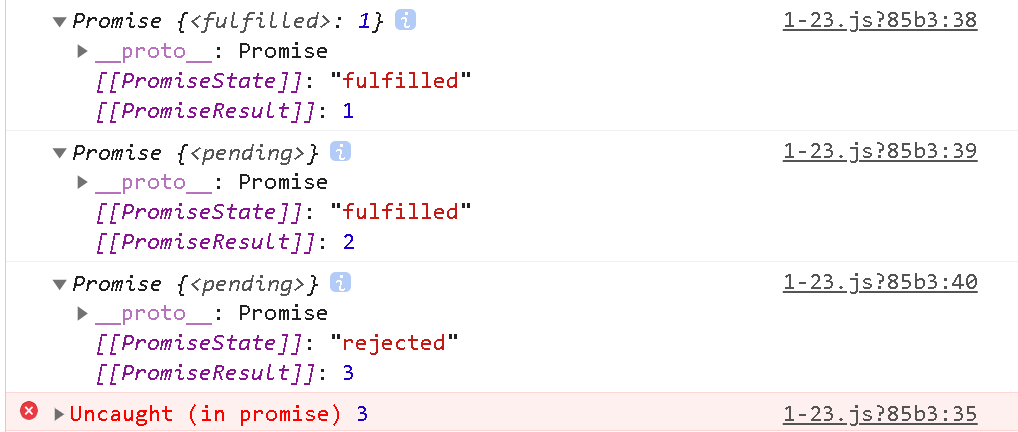 ▼Promise {<fulfilled>: 1} i 1-23.js?85b3:38
▶__proto__: Promise
[[PromiseState]]: "fulfilled"
[[PromiseResult]]: 1
▼Promise {<pending>} i 1-23.js?85b3:39
▶__proto__: Promise
[[PromiseState]]: "fulfilled"
[[PromiseResult]]: 2
▼Promise {<pending>} i 1-23.js?85b3:40
▶__proto__: Promise
[[PromiseState]]: "rejected"
[[PromiseResult]]: 3
▶Uncaught (in promise) 3 1-23.js?85b3:35